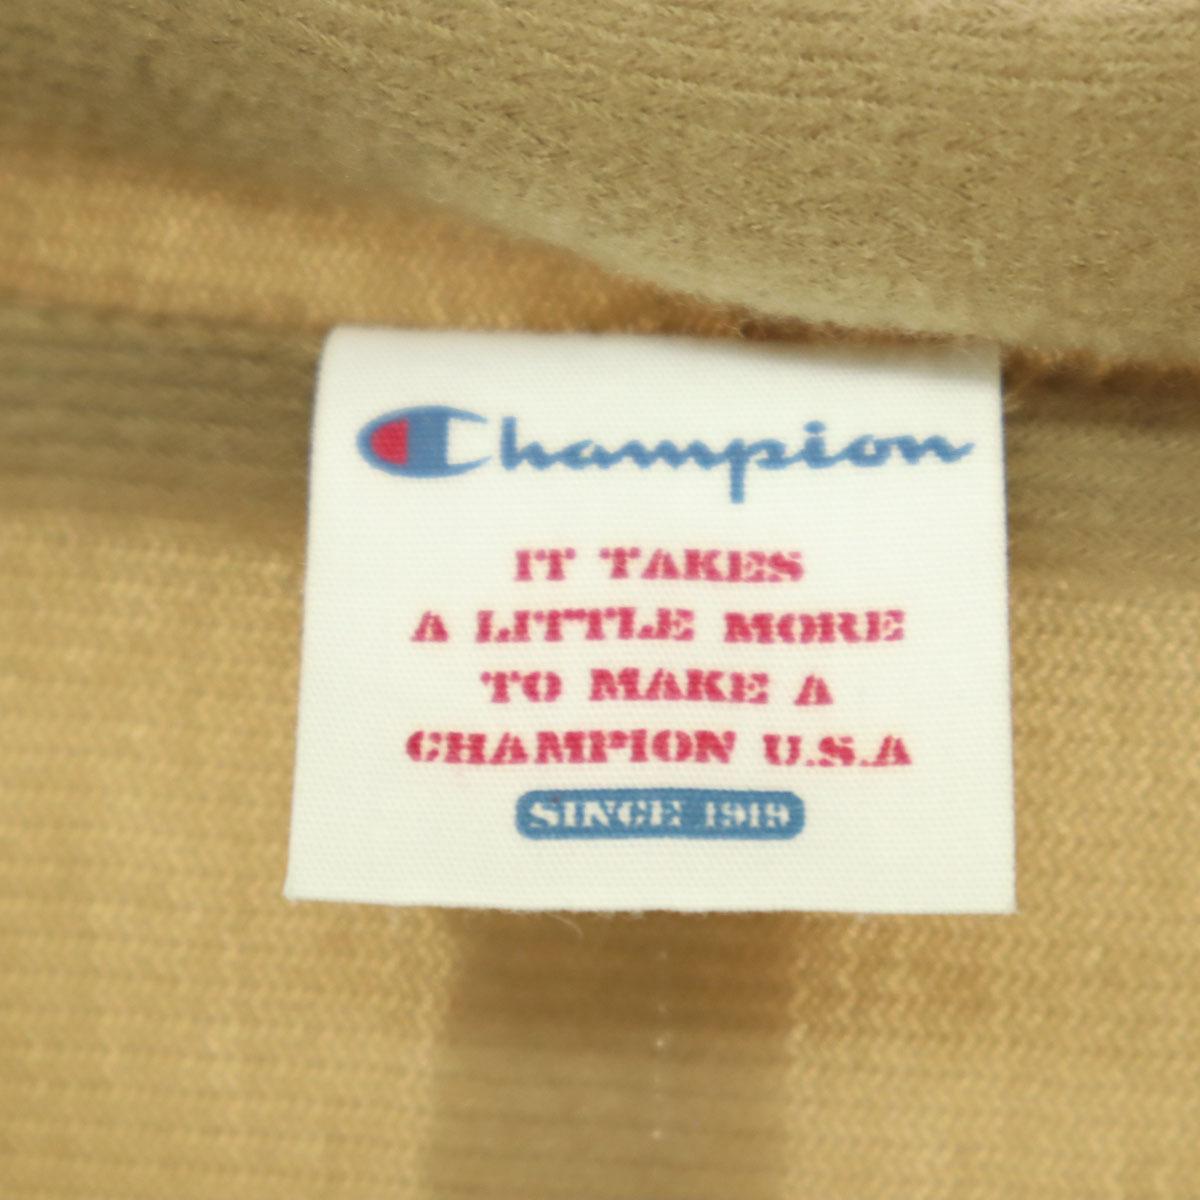 Champion
IT TAKES
A LITTLE MORE
TO MAKE A
CHAMPION U.S.A
SINCE 1919